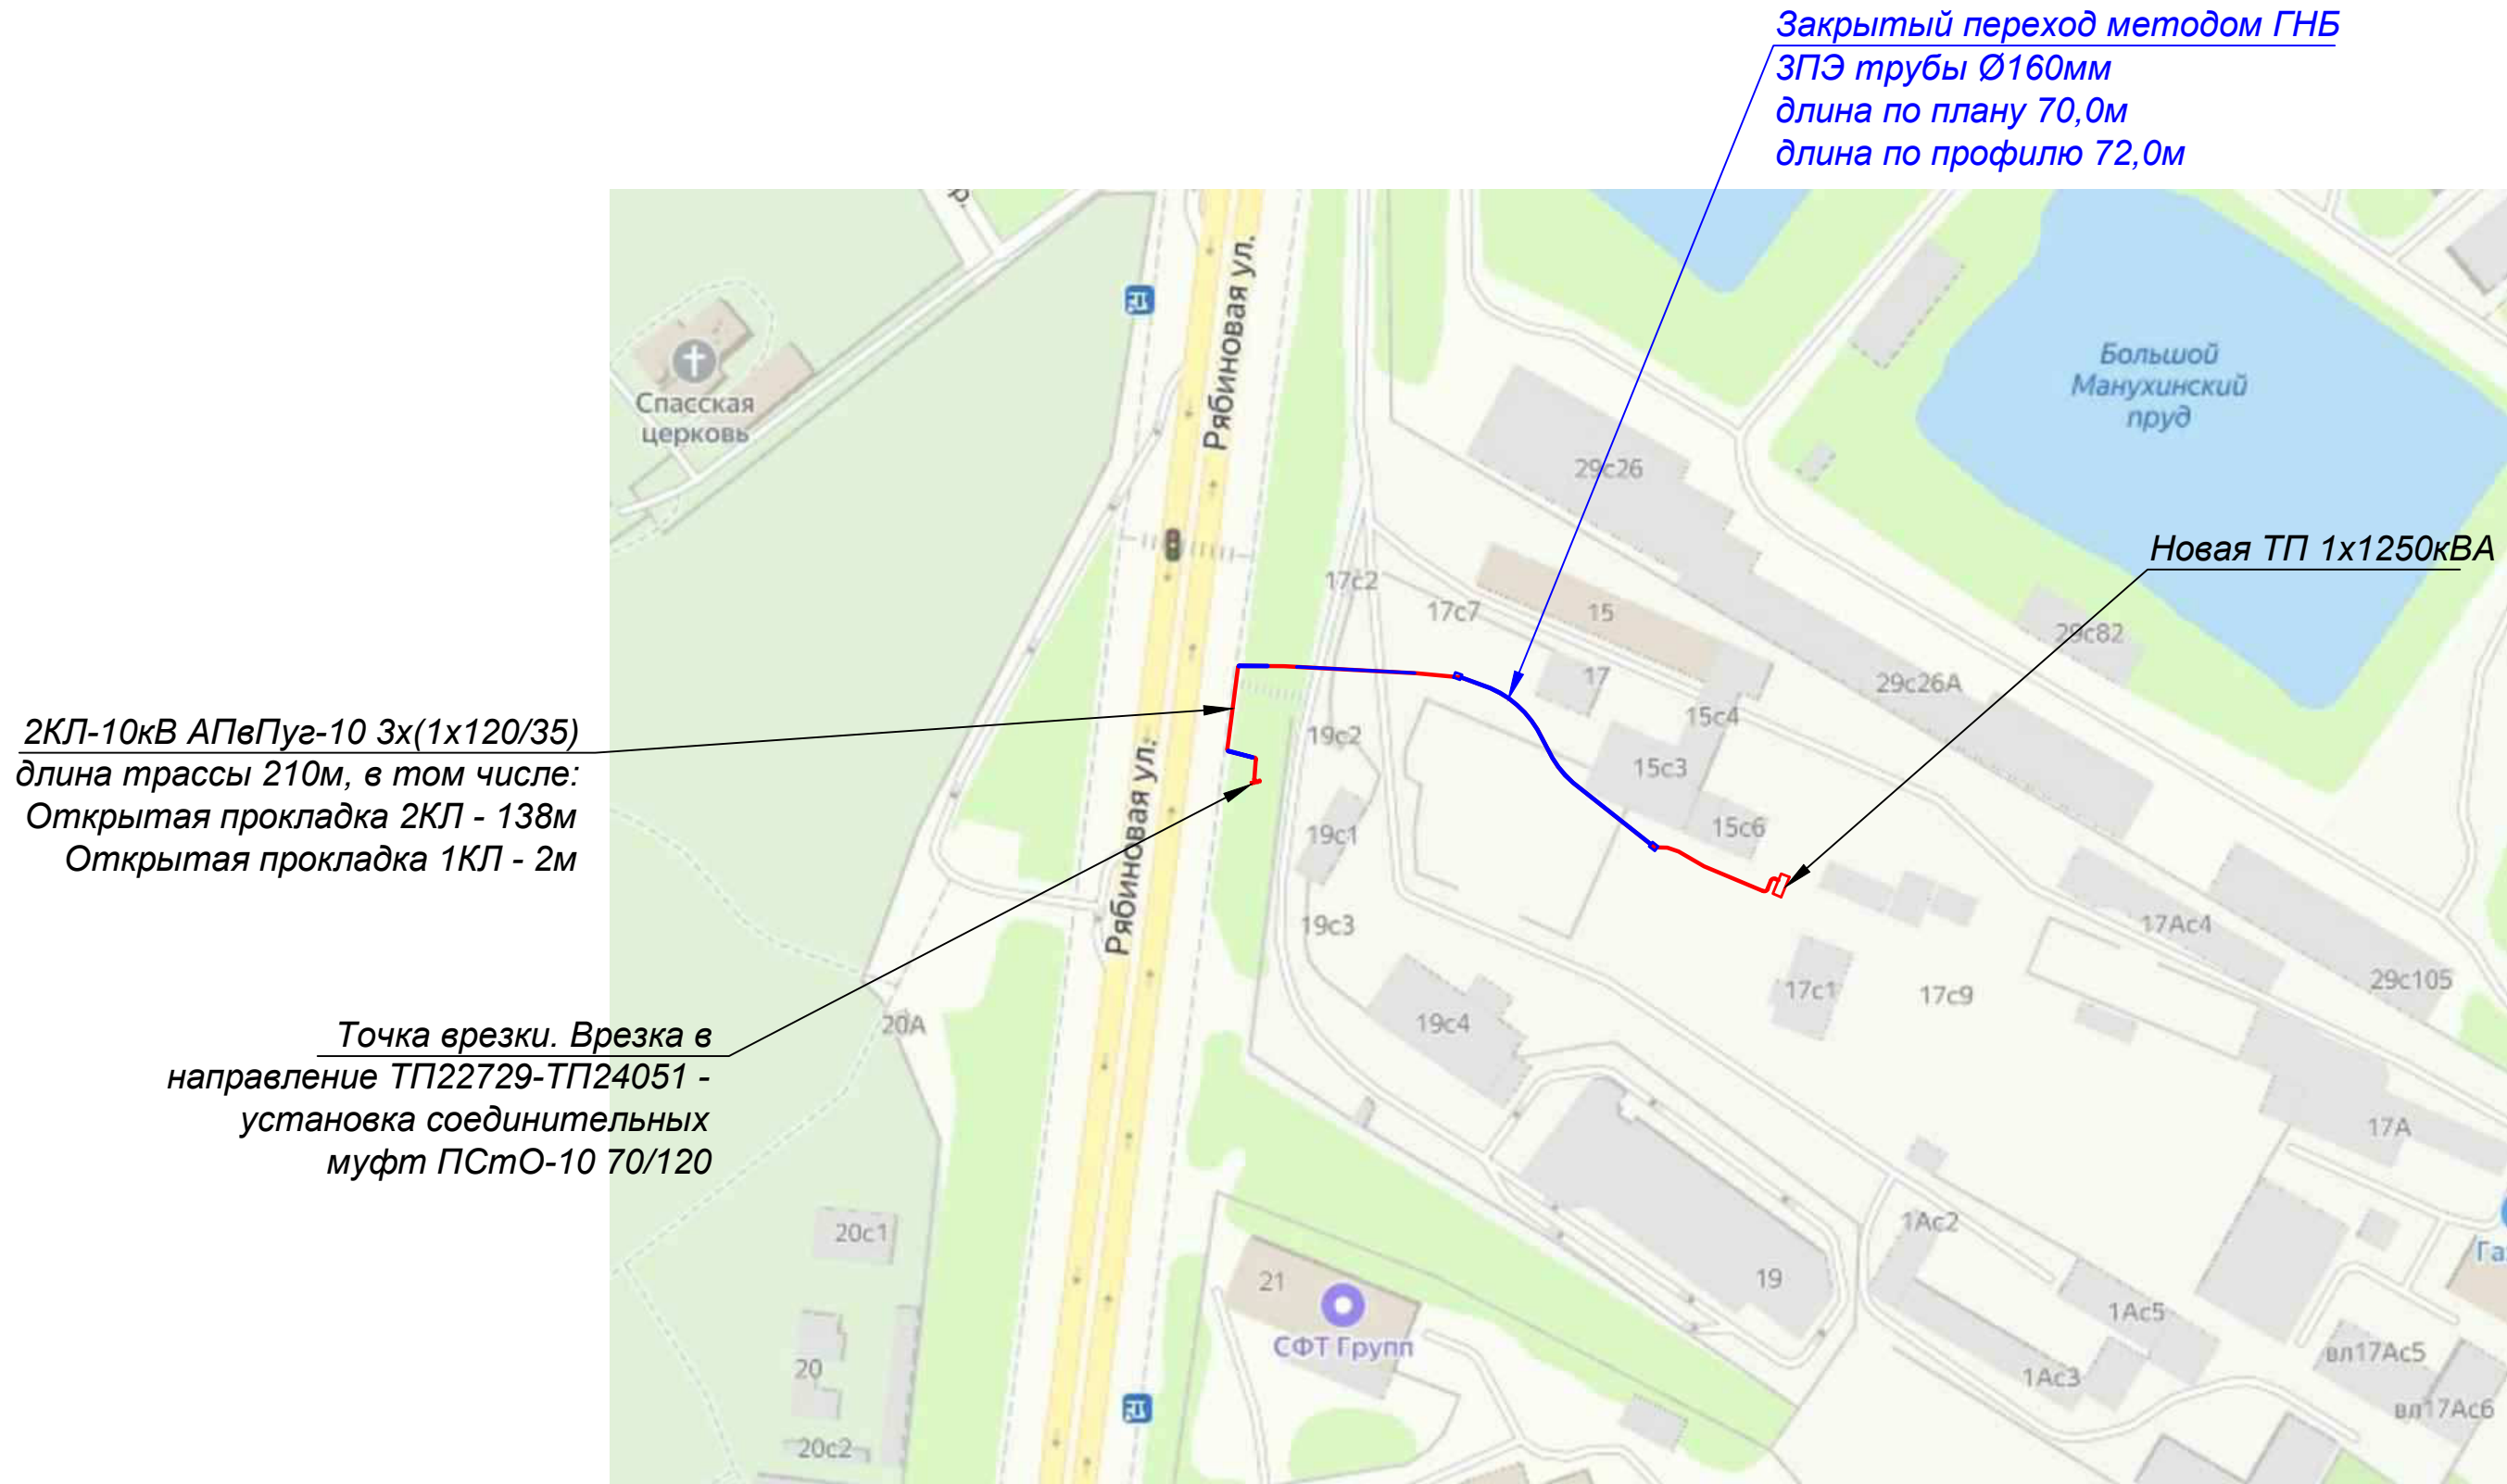 Закрытый переход методом ГНБ
3ПЭ трубы Ø160мм
длина по плану 70,0м
длина по профилю 72,0м
р.
Рябиновая ул.
Спасская
церковь
Большой
Манухинский
пруд
29с26
Новая ТП 1х1250кВА
17с2
17с7
15
29с82
17
29с26А
15с4
2КЛ-10кВ АПвПуг-10 3х(1х120/35)
длина трассы 210м, в том числе:
Открытая прокладка 2КЛ - 138м
Открытая прокладка 1КЛ - 2м
19с2
15с3
Рябиновая ул.
19с1
15с6
19с3
17Ас4
29с105
17с1
17с9
20А
19с4
Точка врезки. Врезка в
направление ТП22729-ТП24051 -
установка соединительных
муфт ПСтО-10 70/120
17А
20с1
1Ас2
Га
21
19
СФТ Групп
1Ас5
20
1Ас3
вл17Ас5
вл17Ас6
20с2